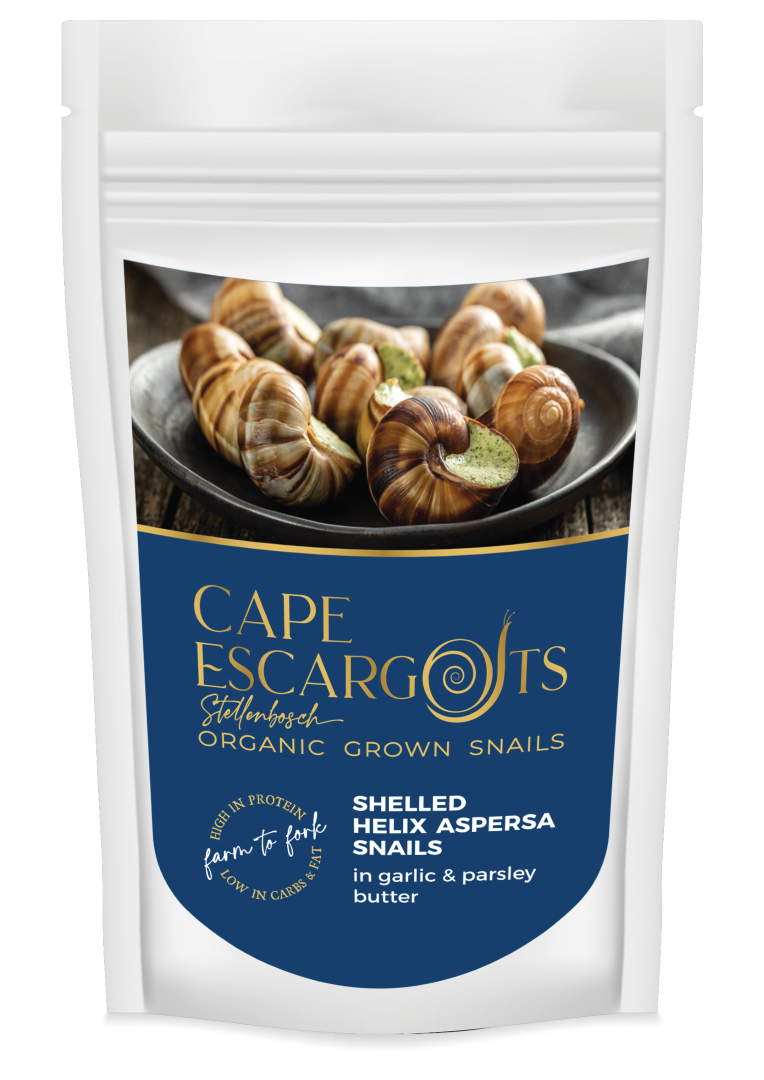 CAPE
ESCARGOTS
Stellenbosch
ORGANIC GROWN SNAILS
HIGH IN PROTEIN
farm to fork
LOW IN CARBS & FAT
SHELLED
HELIX ASPERSA
SNAILS
in garlic & parsley
butter